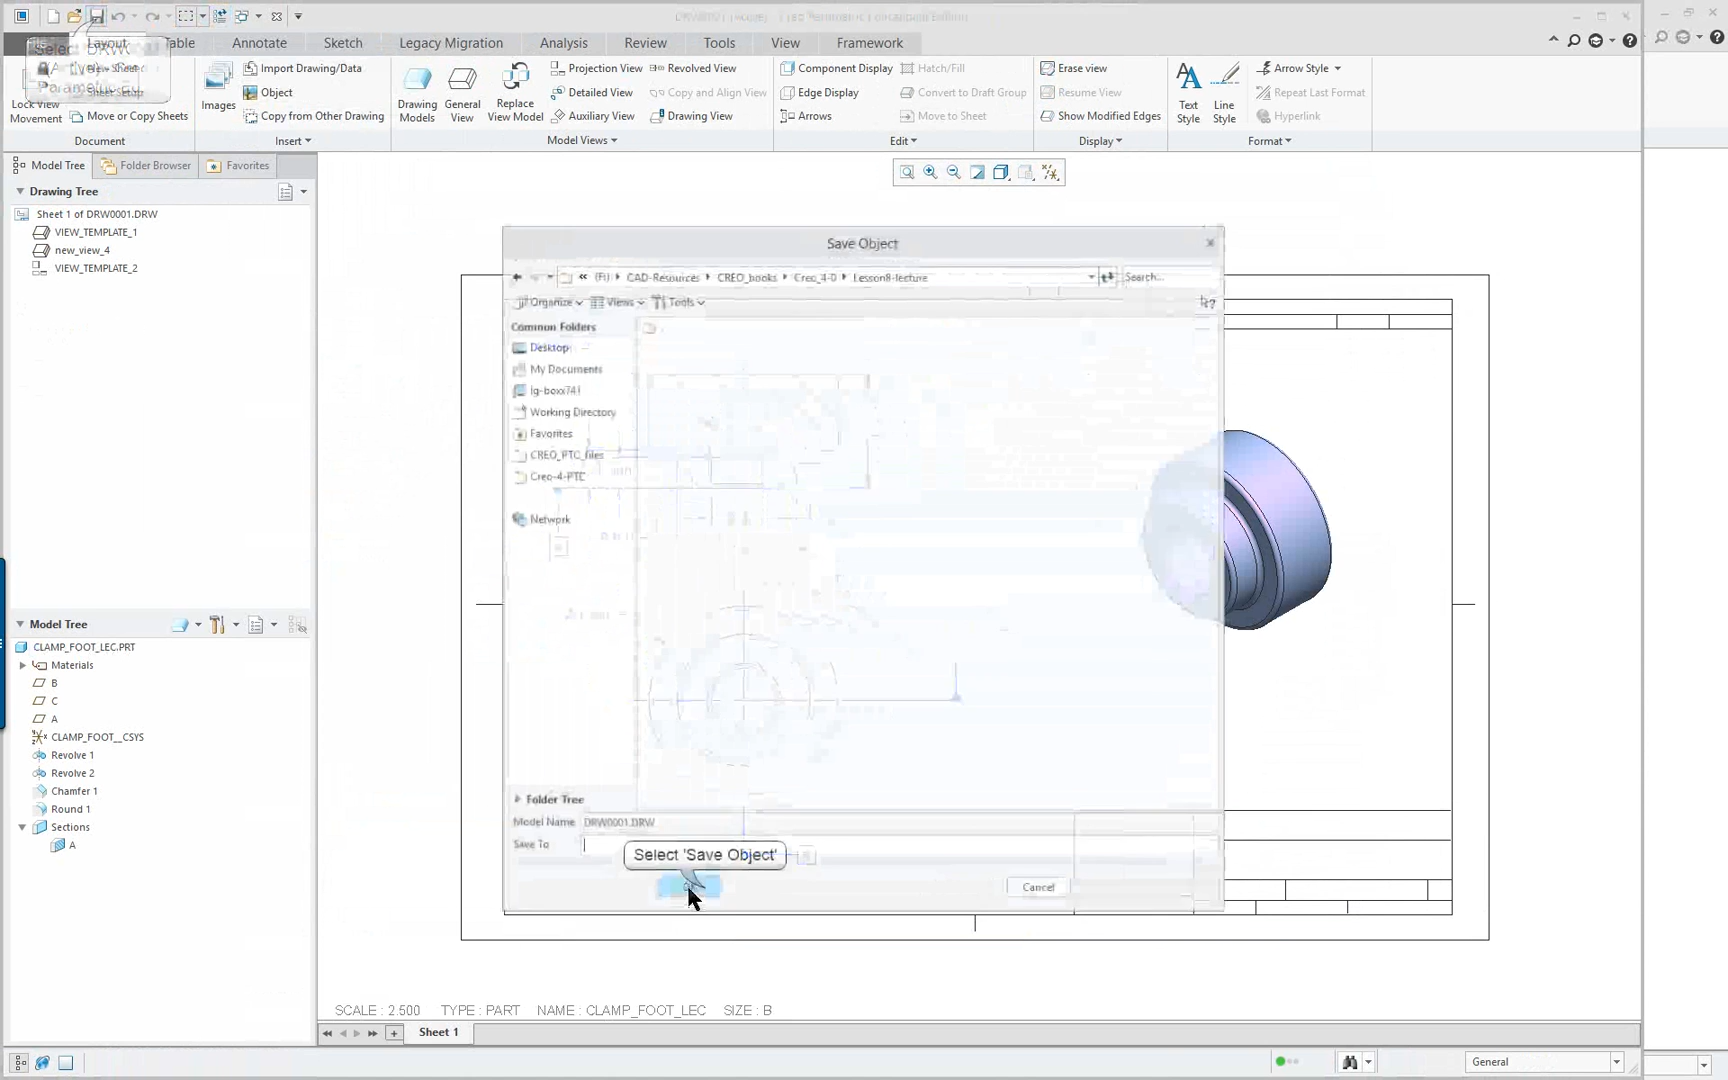 Table Annotate Sketch Legacy Migration Analysis Review Tools View Framework
Import Drawing/Data
Object
Copy from Other Drawing
Images
Lock View
Movement
Move or Copy Sheets
Drawing
Models
General
View
Replace
View Model
Projection View
Detailed View
Auxiliary View
Revolved View
Copy and Align View
Drawing View
Component Display
Edge Display
Arrows
Hatch/Fill
Convert to Draft Group
Move to Sheet
Erase view
Resume View
Show Modified Edges
Text
Style
Line
Style
Arrow Style
Repeat Last Format
Hyperlink
Document Insert Model Views Edit Display Format
Model Tree Folder Browser Favorites
Drawing Tree
Sheet 1 of DRW0001.DRW
VIEW_TEMPLATE_1
new_view_4
VIEW_TEMPLATE_2
Save Object
(F:) CAD-Resources CREO_books Creo_4-0 Lesson8-lecture Search...
Organize Views Tools
Common Folders
Desktop
My Documents
lg-boxx741
Working Directory
Favorites
CREO_PTC_files
Creo-4-PTC
Network
Folder Tree
Model Name DRW0001.DRW
Save To
Select 'Save Object'
Cancel
Model Tree
CLAMP_FOOT_LEC.PRT
Materials
B
C
A
CLAMP_FOOT__CSYS
Revolve 1
Revolve 2
Chamfer 1
Round 1
Sections
A
SCALE : 2.500 TYPE : PART NAME : CLAMP_FOOT_LEC SIZE : B
Sheet 1
General